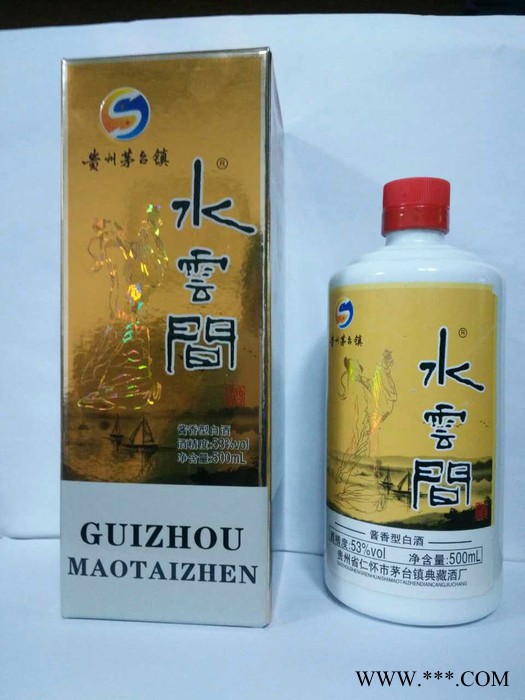 贵州茅台镇
水雲間
®
酱香型白酒
酒精度:53%vol
净含量:500mL
GUIZHOU
MAOTAIZHEN
贵州茅台镇
水雲間
®
酱香型白酒
酒精度:53%vol 净含量:500mL
贵州省仁怀市茅台镇典藏酒厂
WWW.***.COM